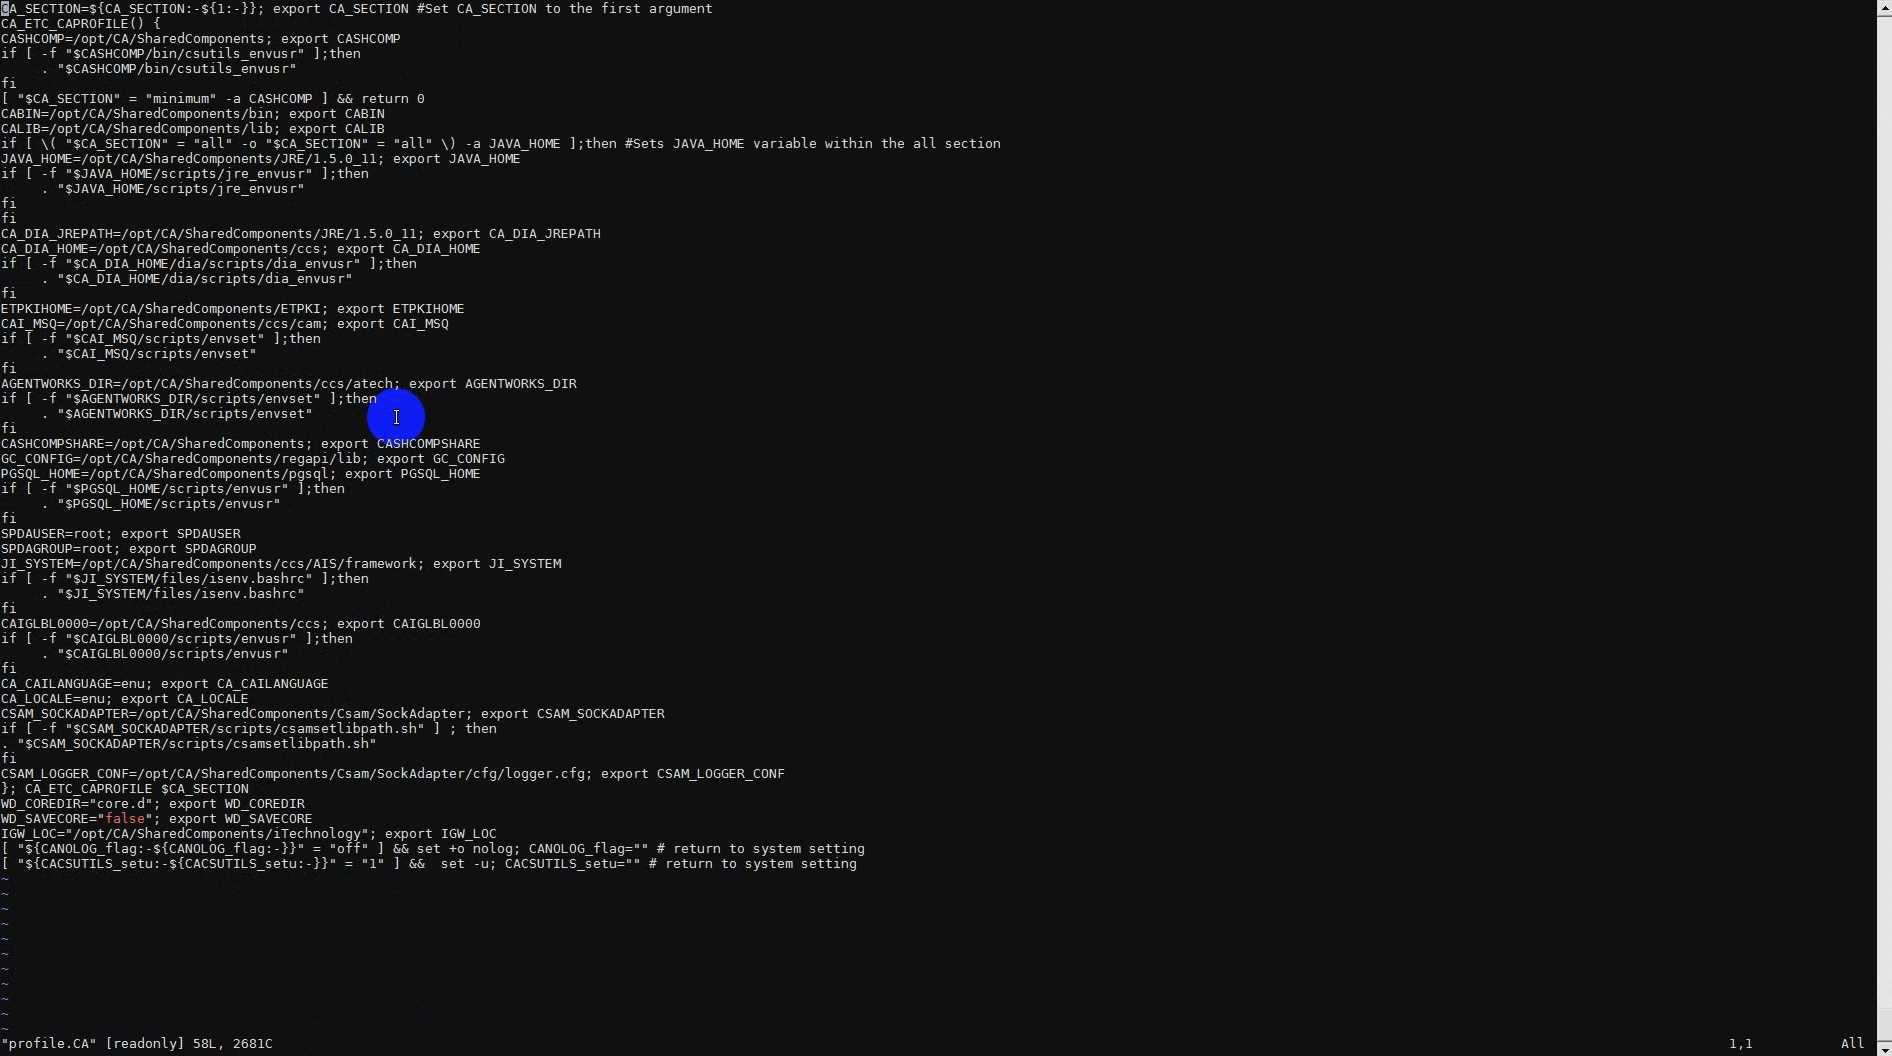 CA_SECTION=${CA_SECTION:-${1:-}}; export CA_SECTION #Set CA_SECTION to the first argument
CA_ETC_CAPROFILE() {
CASHCOMP=/opt/CA/SharedComponents; export CASHCOMP
if [ -f "$CASHCOMP/bin/csutils_envusr" ];then
     . "$CASHCOMP/bin/csutils_envusr"
fi
[ "$CA_SECTION" = "minimum" -a CASHCOMP ] && return 0
CABIN=/opt/CA/SharedComponents/bin; export CABIN
CALIB=/opt/CA/SharedComponents/lib; export CALIB
if [ \( "$CA_SECTION" = "all" -o "$CA_SECTION" = "all" \) -a JAVA_HOME ];then #Sets JAVA_HOME variable within the all section
JAVA_HOME=/opt/CA/SharedComponents/JRE/1.5.0_11; export JAVA_HOME
if [ -f "$JAVA_HOME/scripts/jre_envusr" ];then
     . "$JAVA_HOME/scripts/jre_envusr"
fi
fi
CA_DIA_JREPATH=/opt/CA/SharedComponents/JRE/1.5.0_11; export CA_DIA_JREPATH
CA_DIA_HOME=/opt/CA/SharedComponents/ccs; export CA_DIA_HOME
if [ -f "$CA_DIA_HOME/dia/scripts/dia_envusr" ];then
     . "$CA_DIA_HOME/dia/scripts/dia_envusr"
fi
ETPKIHOME=/opt/CA/SharedComponents/ETPKI; export ETPKIHOME
CAI_MSQ=/opt/CA/SharedComponents/ccs/cam; export CAI_MSQ
if [ -f "$CAI_MSQ/scripts/envset" ];then
     . "$CAI_MSQ/scripts/envset"
fi
AGENTWORKS_DIR=/opt/CA/SharedComponents/ccs/atech; export AGENTWORKS_DIR
if [ -f "$AGENTWORKS_DIR/scripts/envset" ];then
     . "$AGENTWORKS_DIR/scripts/envset"
fi
CASHCOMPSHARE=/opt/CA/SharedComponents; export CASHCOMPSHARE
GC_CONFIG=/opt/CA/SharedComponents/regapi/lib; export GC_CONFIG
PGSQL_HOME=/opt/CA/SharedComponents/pgsql; export PGSQL_HOME
if [ -f "$PGSQL_HOME/scripts/envusr" ];then
     . "$PGSQL_HOME/scripts/envusr"
fi
SPDAUSER=root; export SPDAUSER
SPDAGROUP=root; export SPDAGROUP
JI_SYSTEM=/opt/CA/SharedComponents/ccs/AIS/framework; export JI_SYSTEM
if [ -f "$JI_SYSTEM/files/isenv.bashrc" ];then
     . "$JI_SYSTEM/files/isenv.bashrc"
fi
CAIGLBL0000=/opt/CA/SharedComponents/ccs; export CAIGLBL0000
if [ -f "$CAIGLBL0000/scripts/envusr" ];then
     . "$CAIGLBL0000/scripts/envusr"
fi
CA_CAILANGUAGE=enu; export CA_CAILANGUAGE
CA_LOCALE=enu; export CA_LOCALE
CSAM_SOCKADAPTER=/opt/CA/SharedComponents/Csam/SockAdapter; export CSAM_SOCKADAPTER
if [ -f "$CSAM_SOCKADAPTER/scripts/csamsetlibpath.sh" ] ; then
. "$CSAM_SOCKADAPTER/scripts/csamsetlibpath.sh"
fi
CSAM_LOGGER_CONF=/opt/CA/SharedComponents/Csam/SockAdapter/cfg/logger.cfg; export CSAM_LOGGER_CONF
}; CA_ETC_CAPROFILE $CA_SECTION
WD_COREDIR="core.d"; export WD_COREDIR
WD_SAVECORE="false"; export WD_SAVECORE
IGW_LOC="/opt/CA/SharedComponents/iTechnology"; export IGW_LOC
[ "${CANOLOG_flag:-${CANOLOG_flag:-}}" = "off" ] && set +o nolog; CANOLOG_flag="" # return to system setting
[ "${CACSUTILS_setu:-${CACSUTILS_setu:-}}" = "1" ] &&  set -u; CACSUTILS_setu="" # return to system setting
~
~
~
~
~
~
~
~
~
~
~
"profile.CA" [readonly] 58L, 2681C 1,1 All